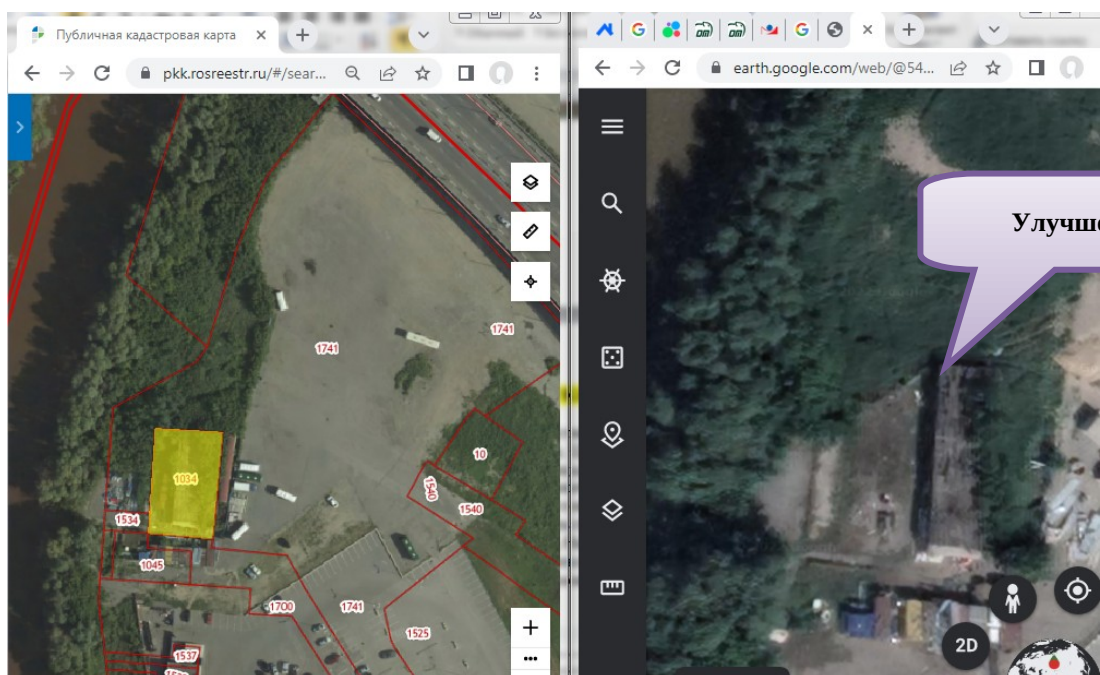 Публичная кадастровая карта
pkk.rosreestr.ru/#/sear...
1741
1741
10
1034
1540
1540
1534
1045
1700
1741
1525
1537
earth.google.com/web/@54...
Улучше
2D